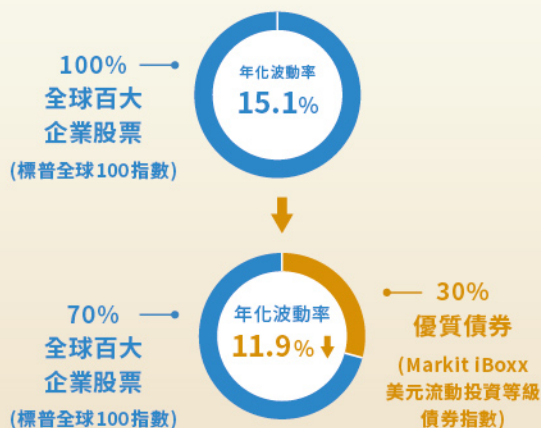 100%
全球百大
企業股票
(標普全球100指數)
年化波動率
15.1%
70%
全球百大
企業股票
(標普全球100指數)
年化波動率
11.9%
30%
優質債券
(Markit iBoxx
美元流動投資等級
債券指數)